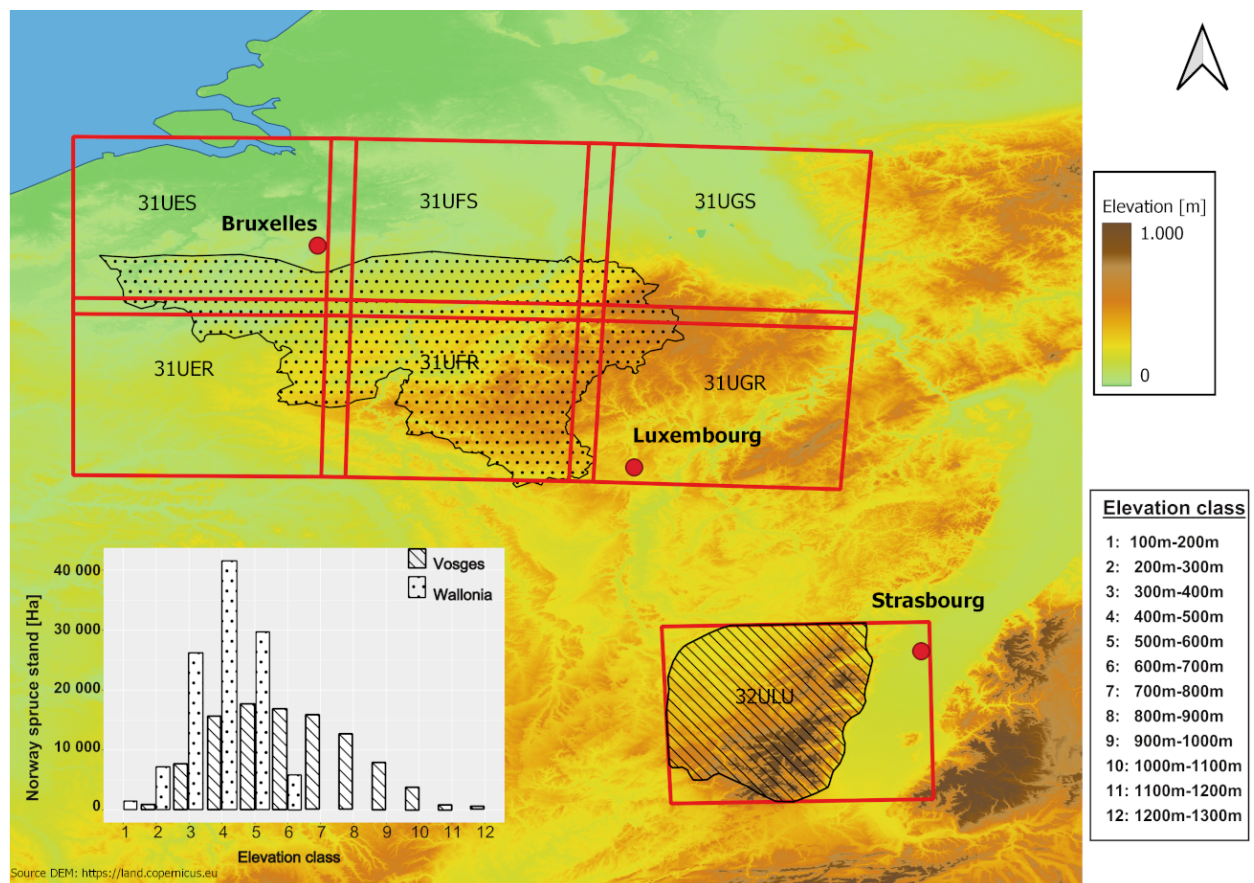 31UES
31UFS
31UGS
Bruxelles
31UER
31UFR
31UGR
Luxembourg
Strasbourg
32ULU
Elevation [m]
1.000
0
Elevation class
1: 100m-200m
2: 200m-300m
3: 300m-400m
4: 400m-500m
5: 500m-600m
6: 600m-700m
7: 700m-800m
8: 800m-900m
9: 900m-1000m
10: 1000m-1100m
11: 1100m-1200m
12: 1200m-1300m
Vosges
Wallonia
Norway spruce stand [Ha]
40 000
30 000
20 000
10 000
0
1 2 3 4 5 6 7 8 9 10 11 12
Elevation class
Source DEM: https://land.copernicus.eu